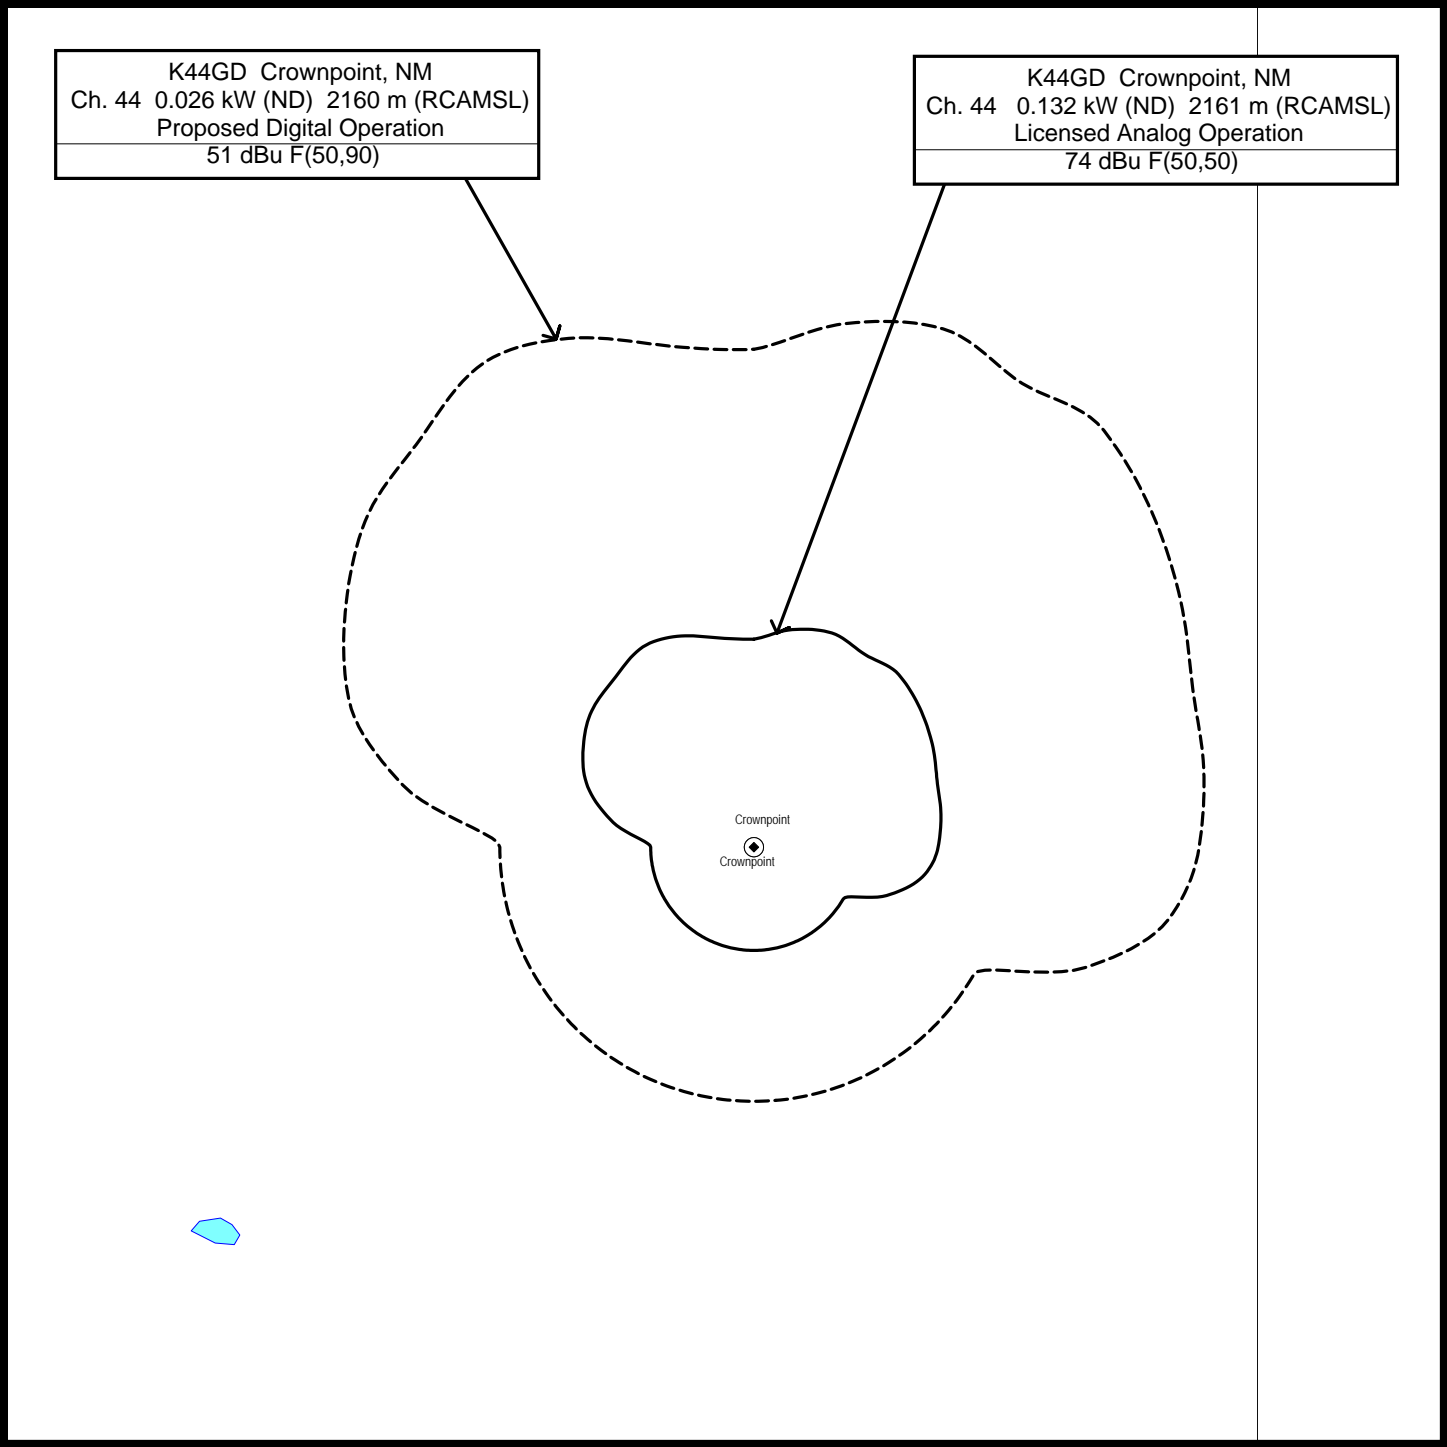 K44GD  Crownpoint, NM
Ch. 44  0.026 kW (ND)  2160 m (RCAMSL)
Proposed Digital Operation
51 dBu F(50,90)
K44GD  Crownpoint, NM
Ch. 44   0.132 kW (ND)  2161 m (RCAMSL)
Licensed Analog Operation
74 dBu F(50,50)
Crownpoint
Crownpoint